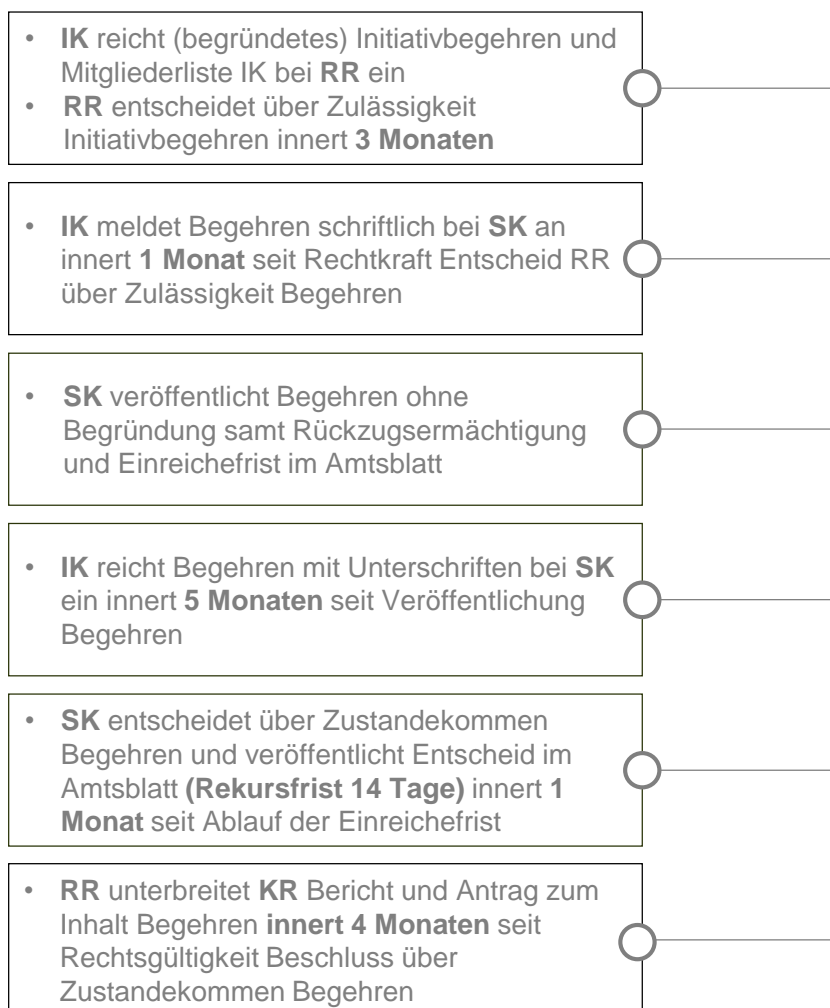 • IK reicht (begründetes) Initiativbegehren und
Mitgliederliste IK bei RR ein
• RR entscheidet über Zulässigkeit
Initiativbegehren innert 3 Monaten
• IK meldet Begehren schriftlich bei SK an
innert 1 Monat seit Rechtkraft Entscheid RR
über Zulässigkeit Begehren
• SK veröffentlicht Begehren ohne
Begründung samt Rückzugsermächtigung
und Einreichefrist im Amtsblatt
• IK reicht Begehren mit Unterschriften bei SK
ein innert 5 Monaten seit Veröffentlichung
Begehren
• SK entscheidet über Zustandekommen
Begehren und veröffentlicht Entscheid im
Amtsblatt (Rekursfrist 14 Tage) innert 1
Monat seit Ablauf der Einreichefrist
• RR unterbreitet KR Bericht und Antrag zum
Inhalt Begehren innert 4 Monaten seit
Rechtsgültigkeit Beschluss über
Zustandekommen Begehren